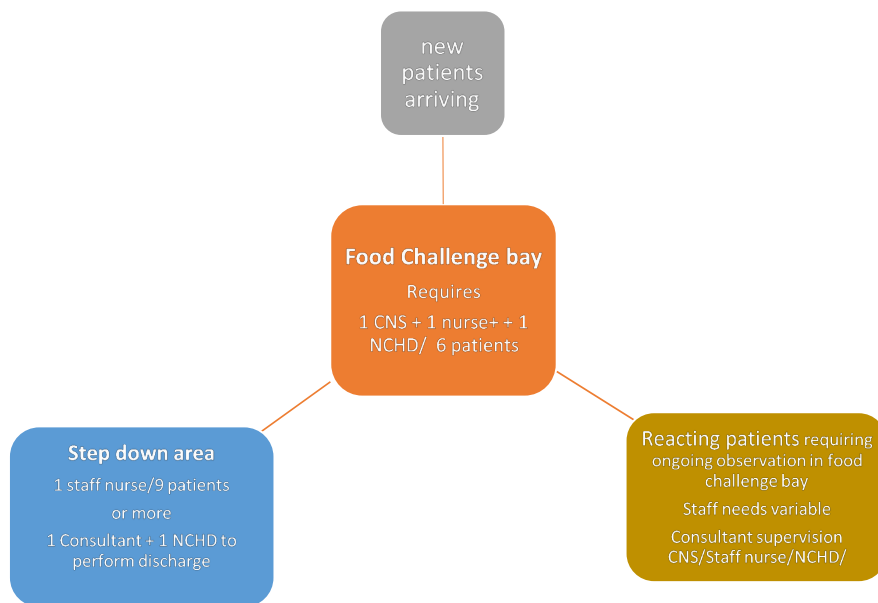 new
patients
arriving
Food Challenge bay
Requires
1 CNS + 1 nurse+ + 1
NCHD/ 6 patients
Step down area
1 staff nurse/9 patients
or more
1 Consultant + 1 NCHD to
perform discharge
Reacting patients requiring
ongoing observation in food
challenge bay
Staff needs variable
Consultant supervision
CNS/Staff nurse/NCHD/